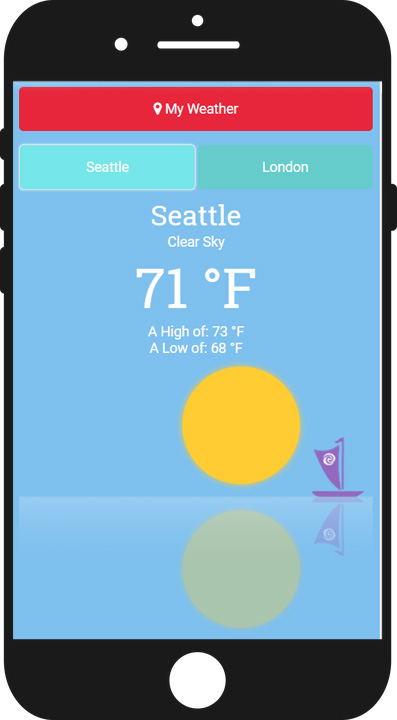 My Weather
Seattle London
Seattle
Clear Sky
71 °F
A High of: 73 °F
A Low of: 68 °F